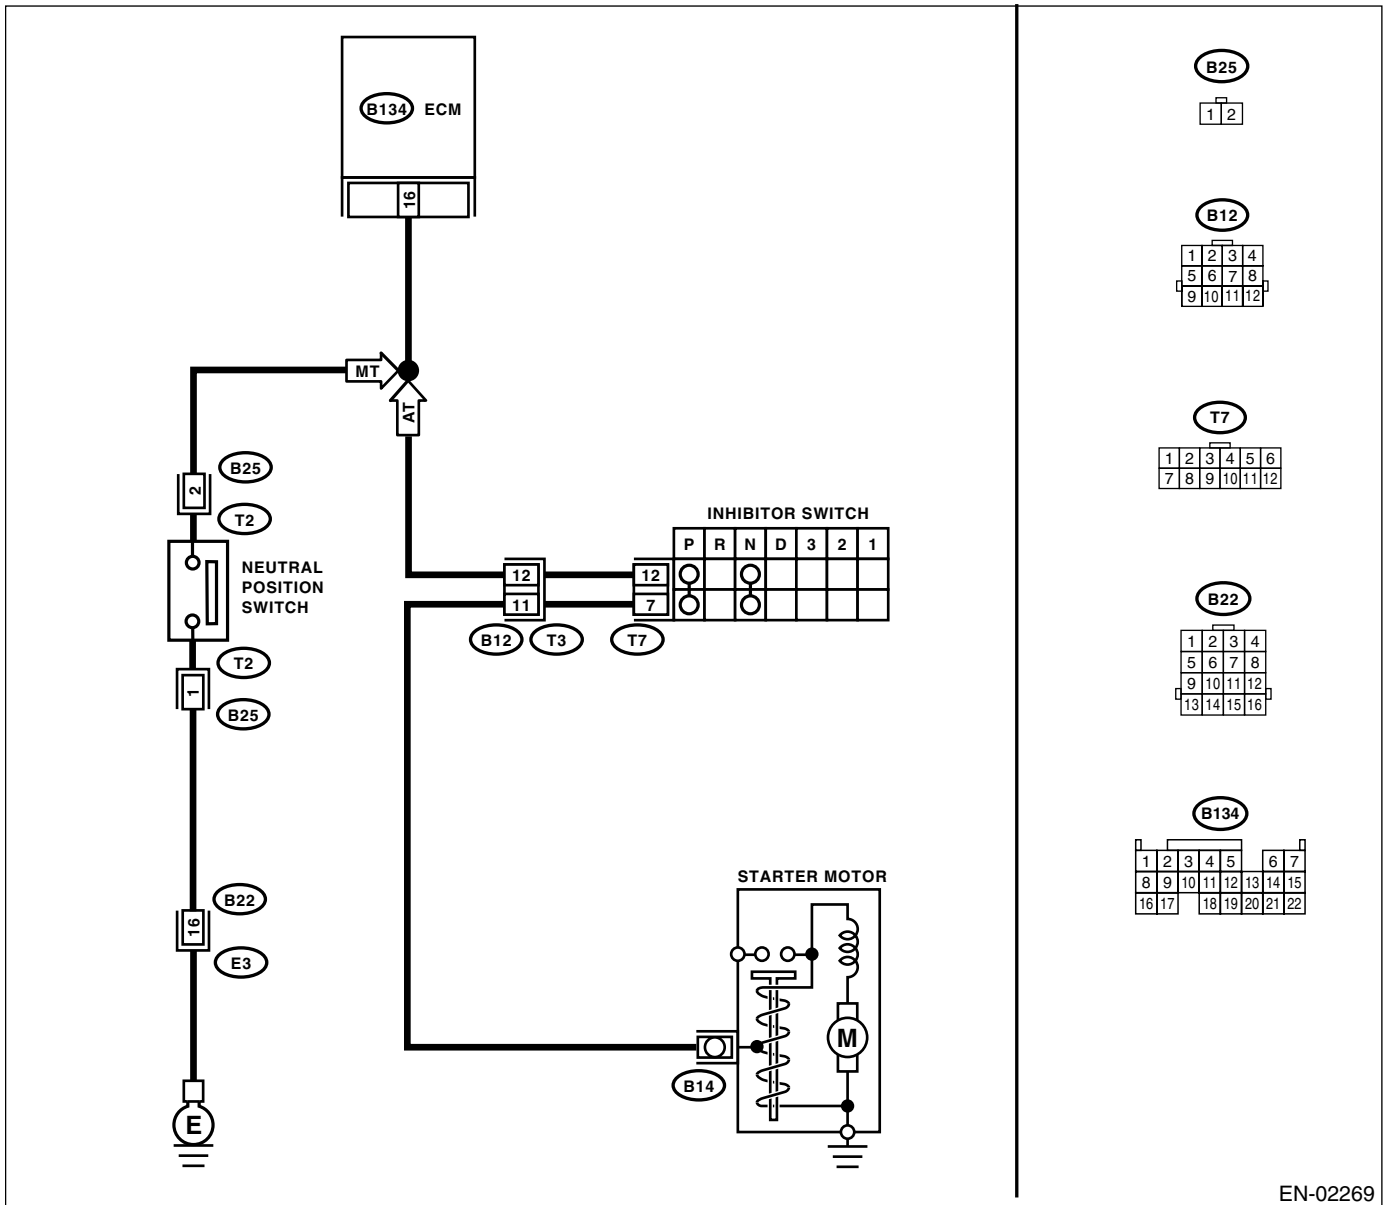 B134 ECM
16
MT
AT
B25
2
T2
NEUTRAL
POSITION
SWITCH
T2
1
B25
B22
16
E3
E
INHIBITOR SWITCH
P R N D 3 2 1
12 12
11 7
B12 T3 T7
STARTER MOTOR
M
B14
B25
1 2
B12
1 2 3 4
5 6 7 8
9 10 11 12
T7
1 2 3 4 5 6
7 8 9 10 11 12
B22
1 2 3 4
5 6 7 8
9 10 11 12
13 14 15 16
B134
1 2 3 4 5 6 7
8 9 10 11 12 13 14 15
16 17 18 19 20 21 22
EN-02269